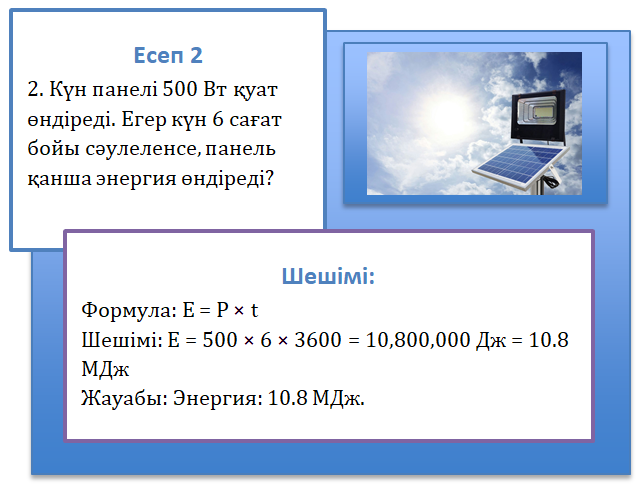 Есеп 2
2. Күн панелі 500 Вт қуат
өндіреді. Егер күн 6 сағат
бойы сәулеленсе, панель
қанша энергия өндіреді?
Шешімі:
Формула: E = P × t
Шешімі: E = 500 × 6 × 3600 = 10,800,000 Дж = 10.8
МДж
Жауабы: Энергия: 10.8 МДж.